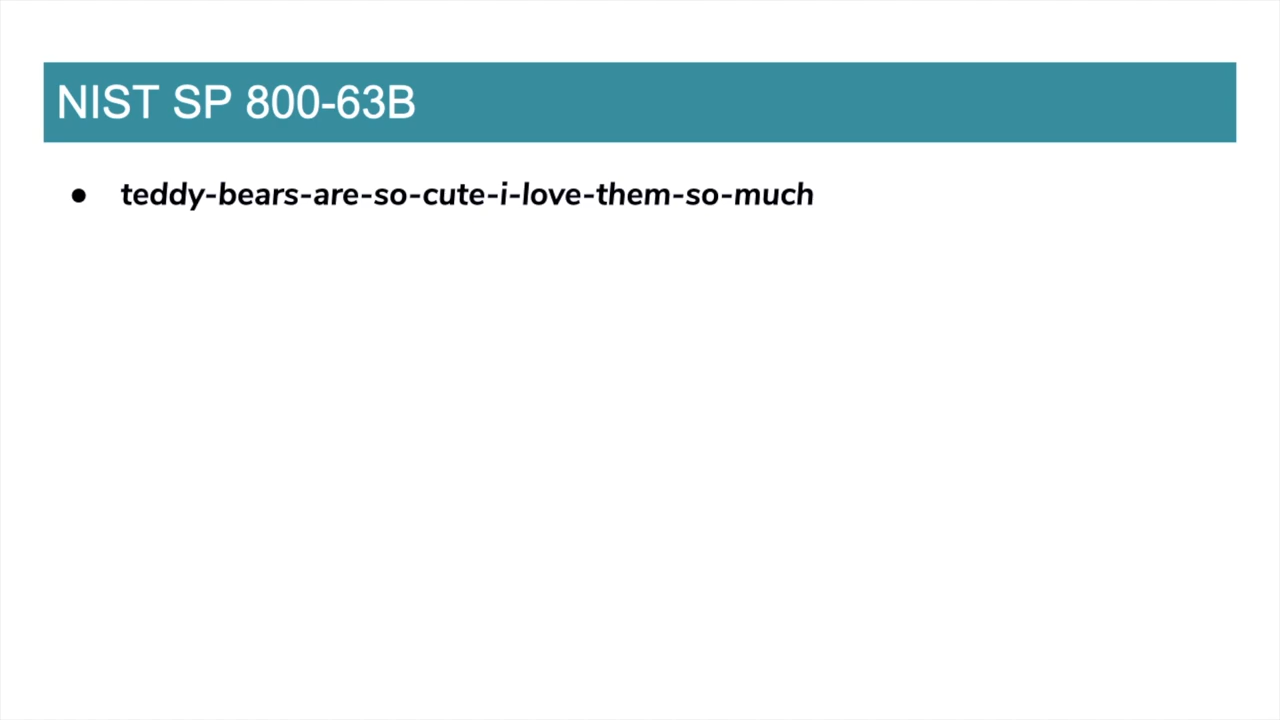 NIST SP 800-63B
● teddy-bears-are-so-cute-i-love-them-so-much